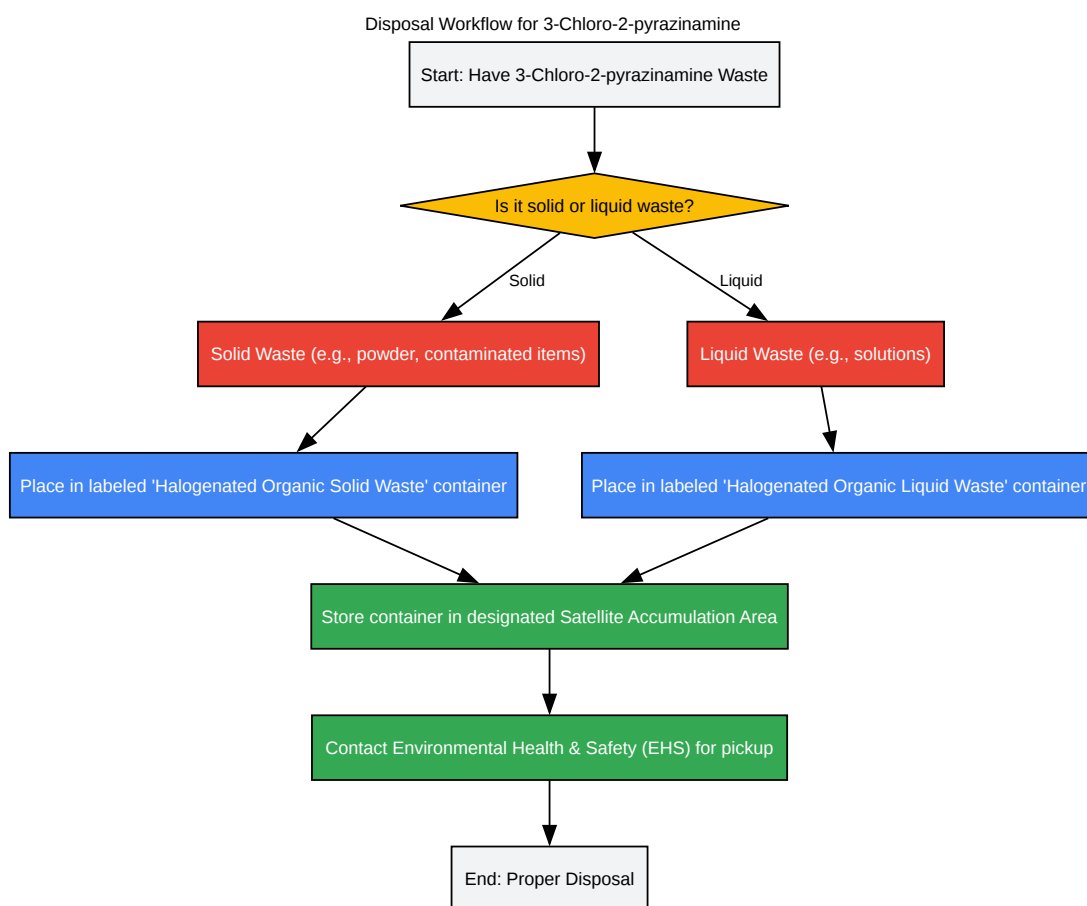 Disposal Workflow for 3-Chloro-2-pyrazinamine
Start: Have 3-Chloro-2-pyrazinamine Waste
Is it solid or liquid waste?
Solid
Liquid
Solid Waste (e.g., powder, contaminated items)
Liquid Waste (e.g., solutions)
Place in labeled 'Halogenated Organic Solid Waste' container
Place in labeled 'Halogenated Organic Liquid Waste' container
Store container in designated Satellite Accumulation Area
Contact Environmental Health & Safety (EHS) for pickup
End: Proper Disposal